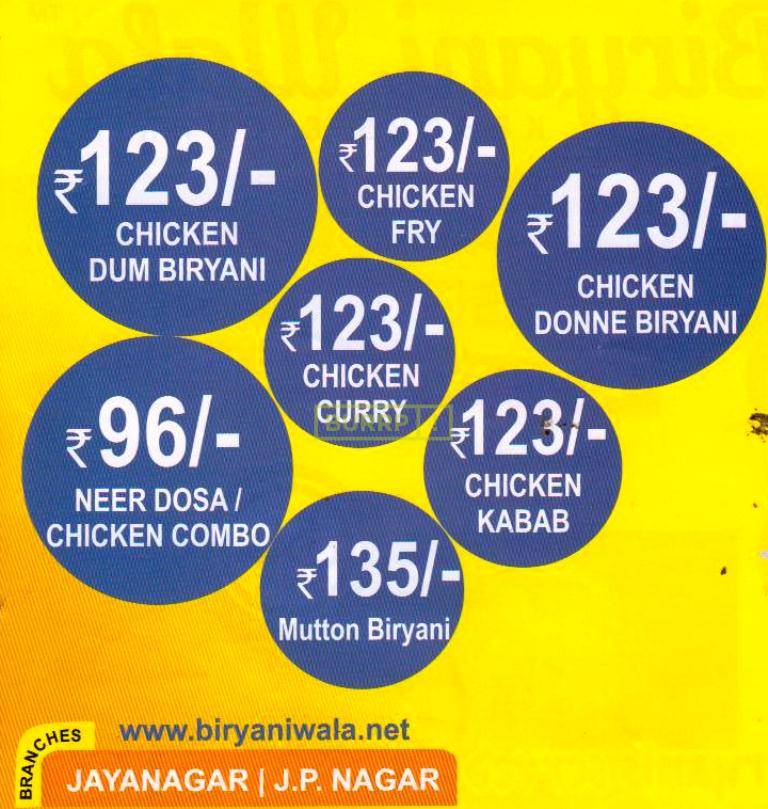 ₹123/-
CHICKEN
DUM BIRYANI
₹123/-
CHICKEN
FRY
₹123/-
CHICKEN
DONNE BIRYANI
₹123/-
CHICKEN
CURRY
BURRP!
₹96/-
NEER DOSA /
CHICKEN COMBO
₹123/-
CHICKEN
KABAB
₹135/-
Mutton Biryani
www.biryaniwala.net
BRANCHES
JAYANAGAR | J.P. NAGAR